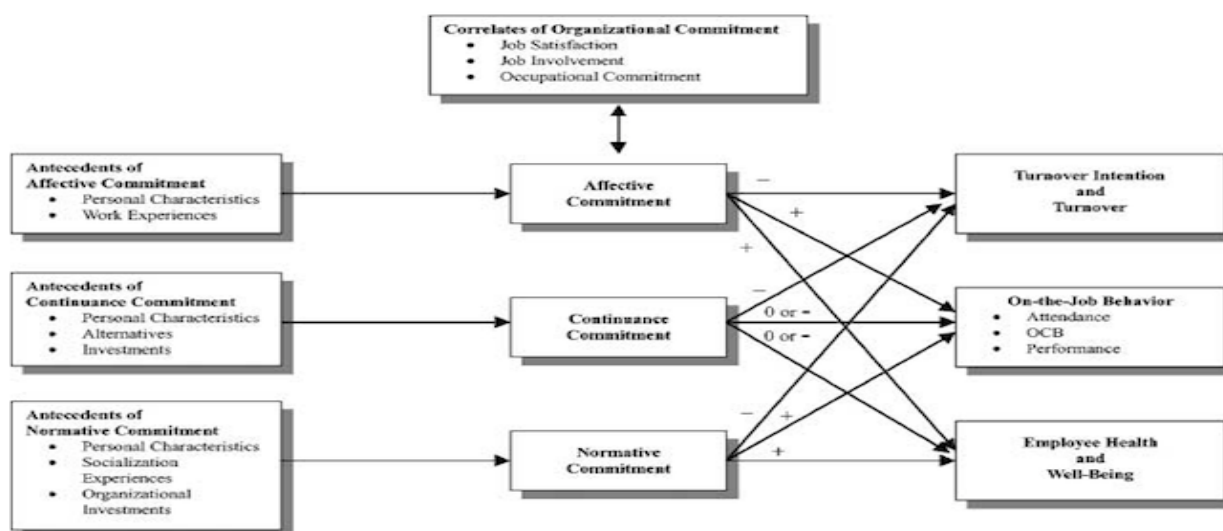 Correlates of Organizational Commitment
• Job Satisfaction
• Job Involvement
• Occupational Commitment
Antecedents of
Affective Commitment
• Personal Characteristics
• Work Experiences
Affective
Commitment
Turnover Intention
and
Turnover
−
+
+
Antecedents of
Continuance Commitment
• Personal Characteristics
• Alternatives
• Investments
Continuance
Commitment
−
0 or -
0 or -
On-the-Job Behavior
• Attendance
• OCB
• Performance
Antecedents of
Normative Commitment
• Personal Characteristics
• Socialization
Experiences
• Organizational
Investments
Normative
Commitment
−
+
+
Employee Health
and
Well-Being